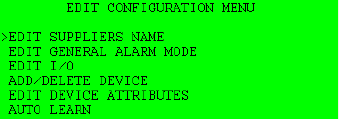 EDIT CONFIGURATION MENU
>EDIT SUPPLIERS NAME
EDIT GENERAL ALARM MODE
EDIT I/O
ADD/DELETE DEVICE
EDIT DEVICE ATTRIBUTES
AUTO LEARN